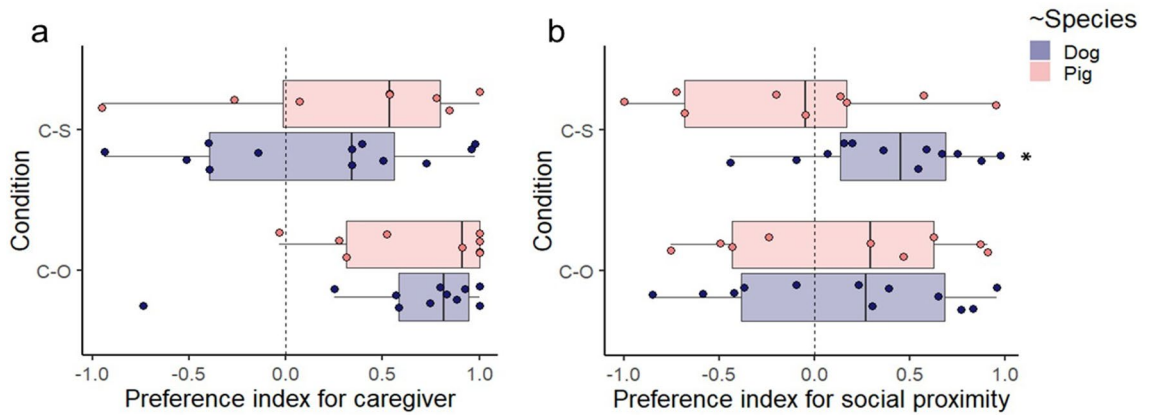 a
b
~Species
Dog
Pig
Condition
C-S
C-O
-1.0 -0.5 0.0 0.5 1.0
Preference index for caregiver
Condition
C-S
*
C-O
-1.0 -0.5 0.0 0.5 1.0
Preference index for social proximity